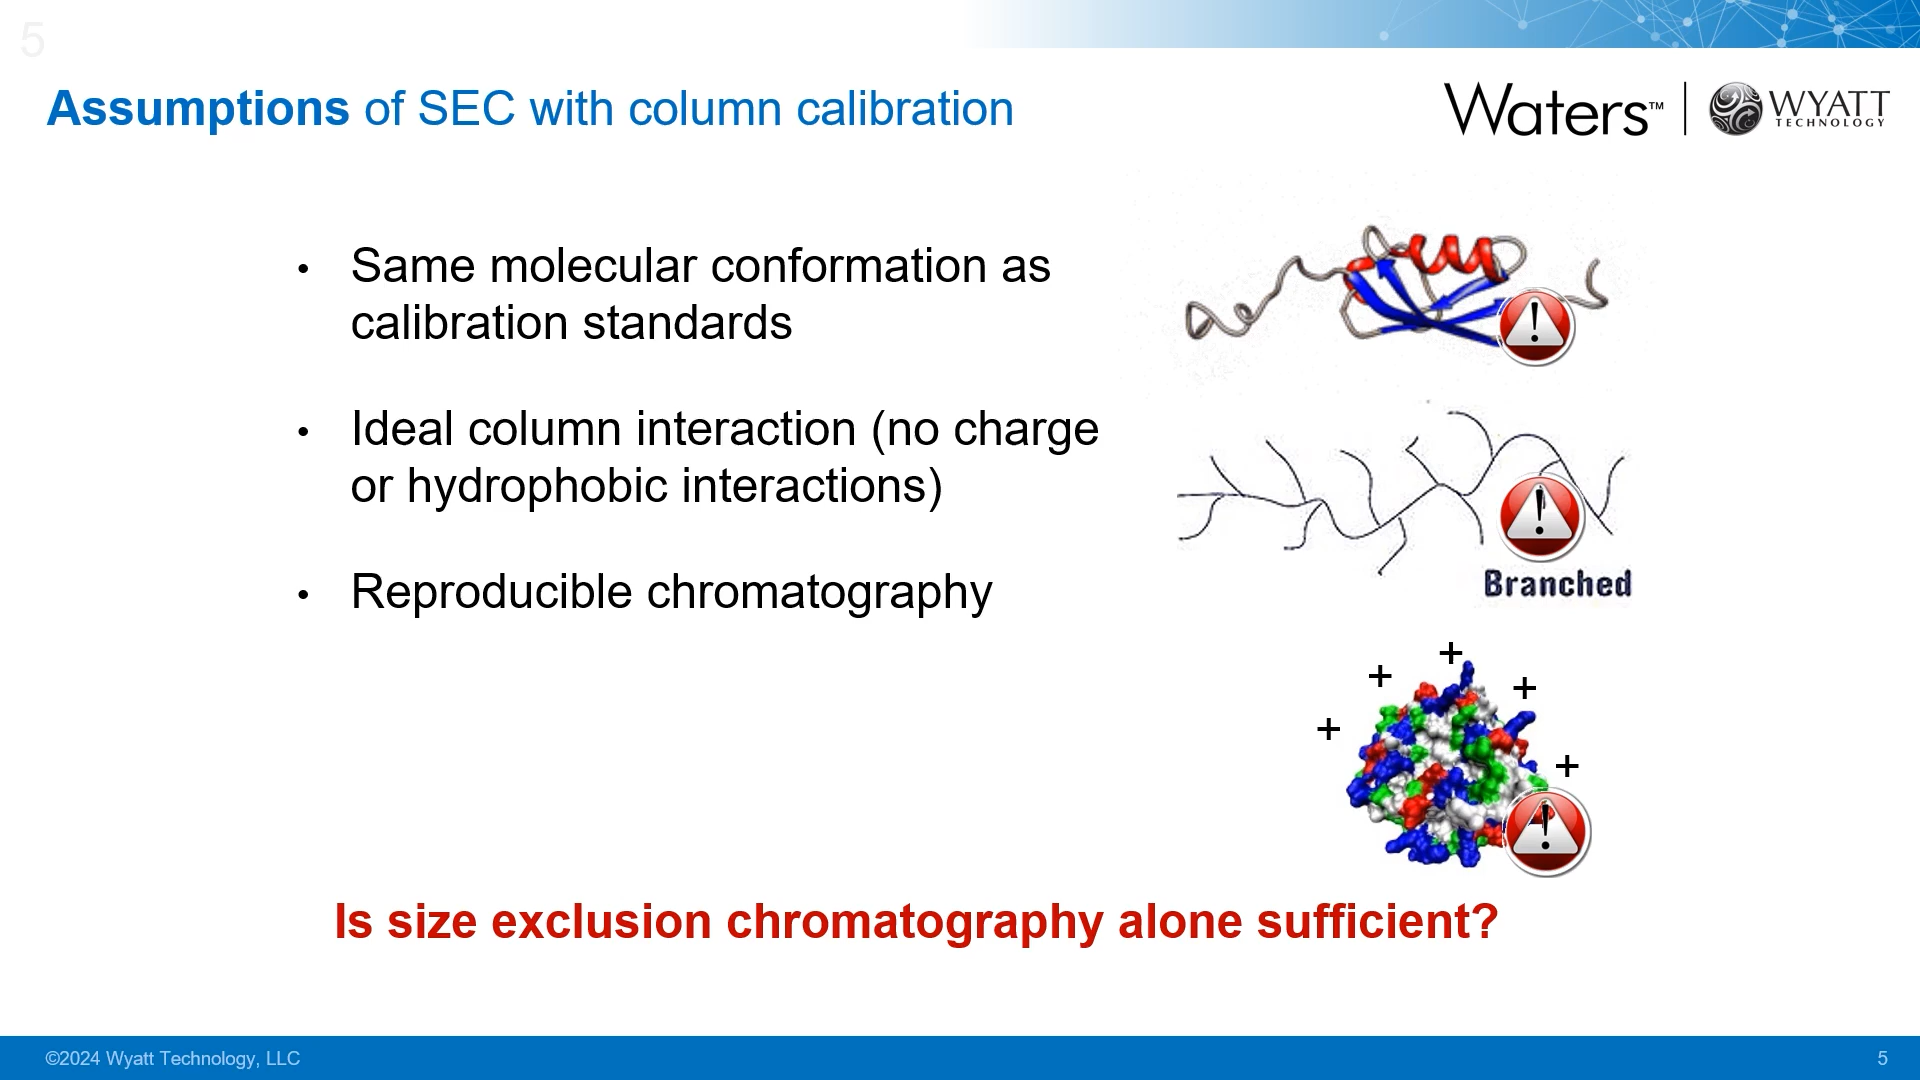 5
Assumptions of SEC with column calibration
Waters™
WYATT
TECHNOLOGY
• Same molecular conformation as
calibration standards
• Ideal column interaction (no charge
or hydrophobic interactions)
• Reproducible chromatography
Branched
+
+
+
+
+
Is size exclusion chromatography alone sufficient?
©2024 Wyatt Technology, LLC
5